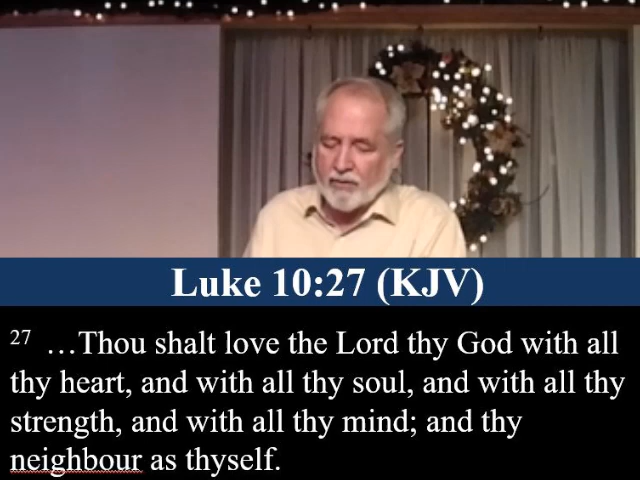 Luke 10:27 (KJV)
27 …Thou shalt love the Lord thy God with all
thy heart, and with all thy soul, and with all thy
strength, and with all thy mind; and thy
neighbour as thyself.